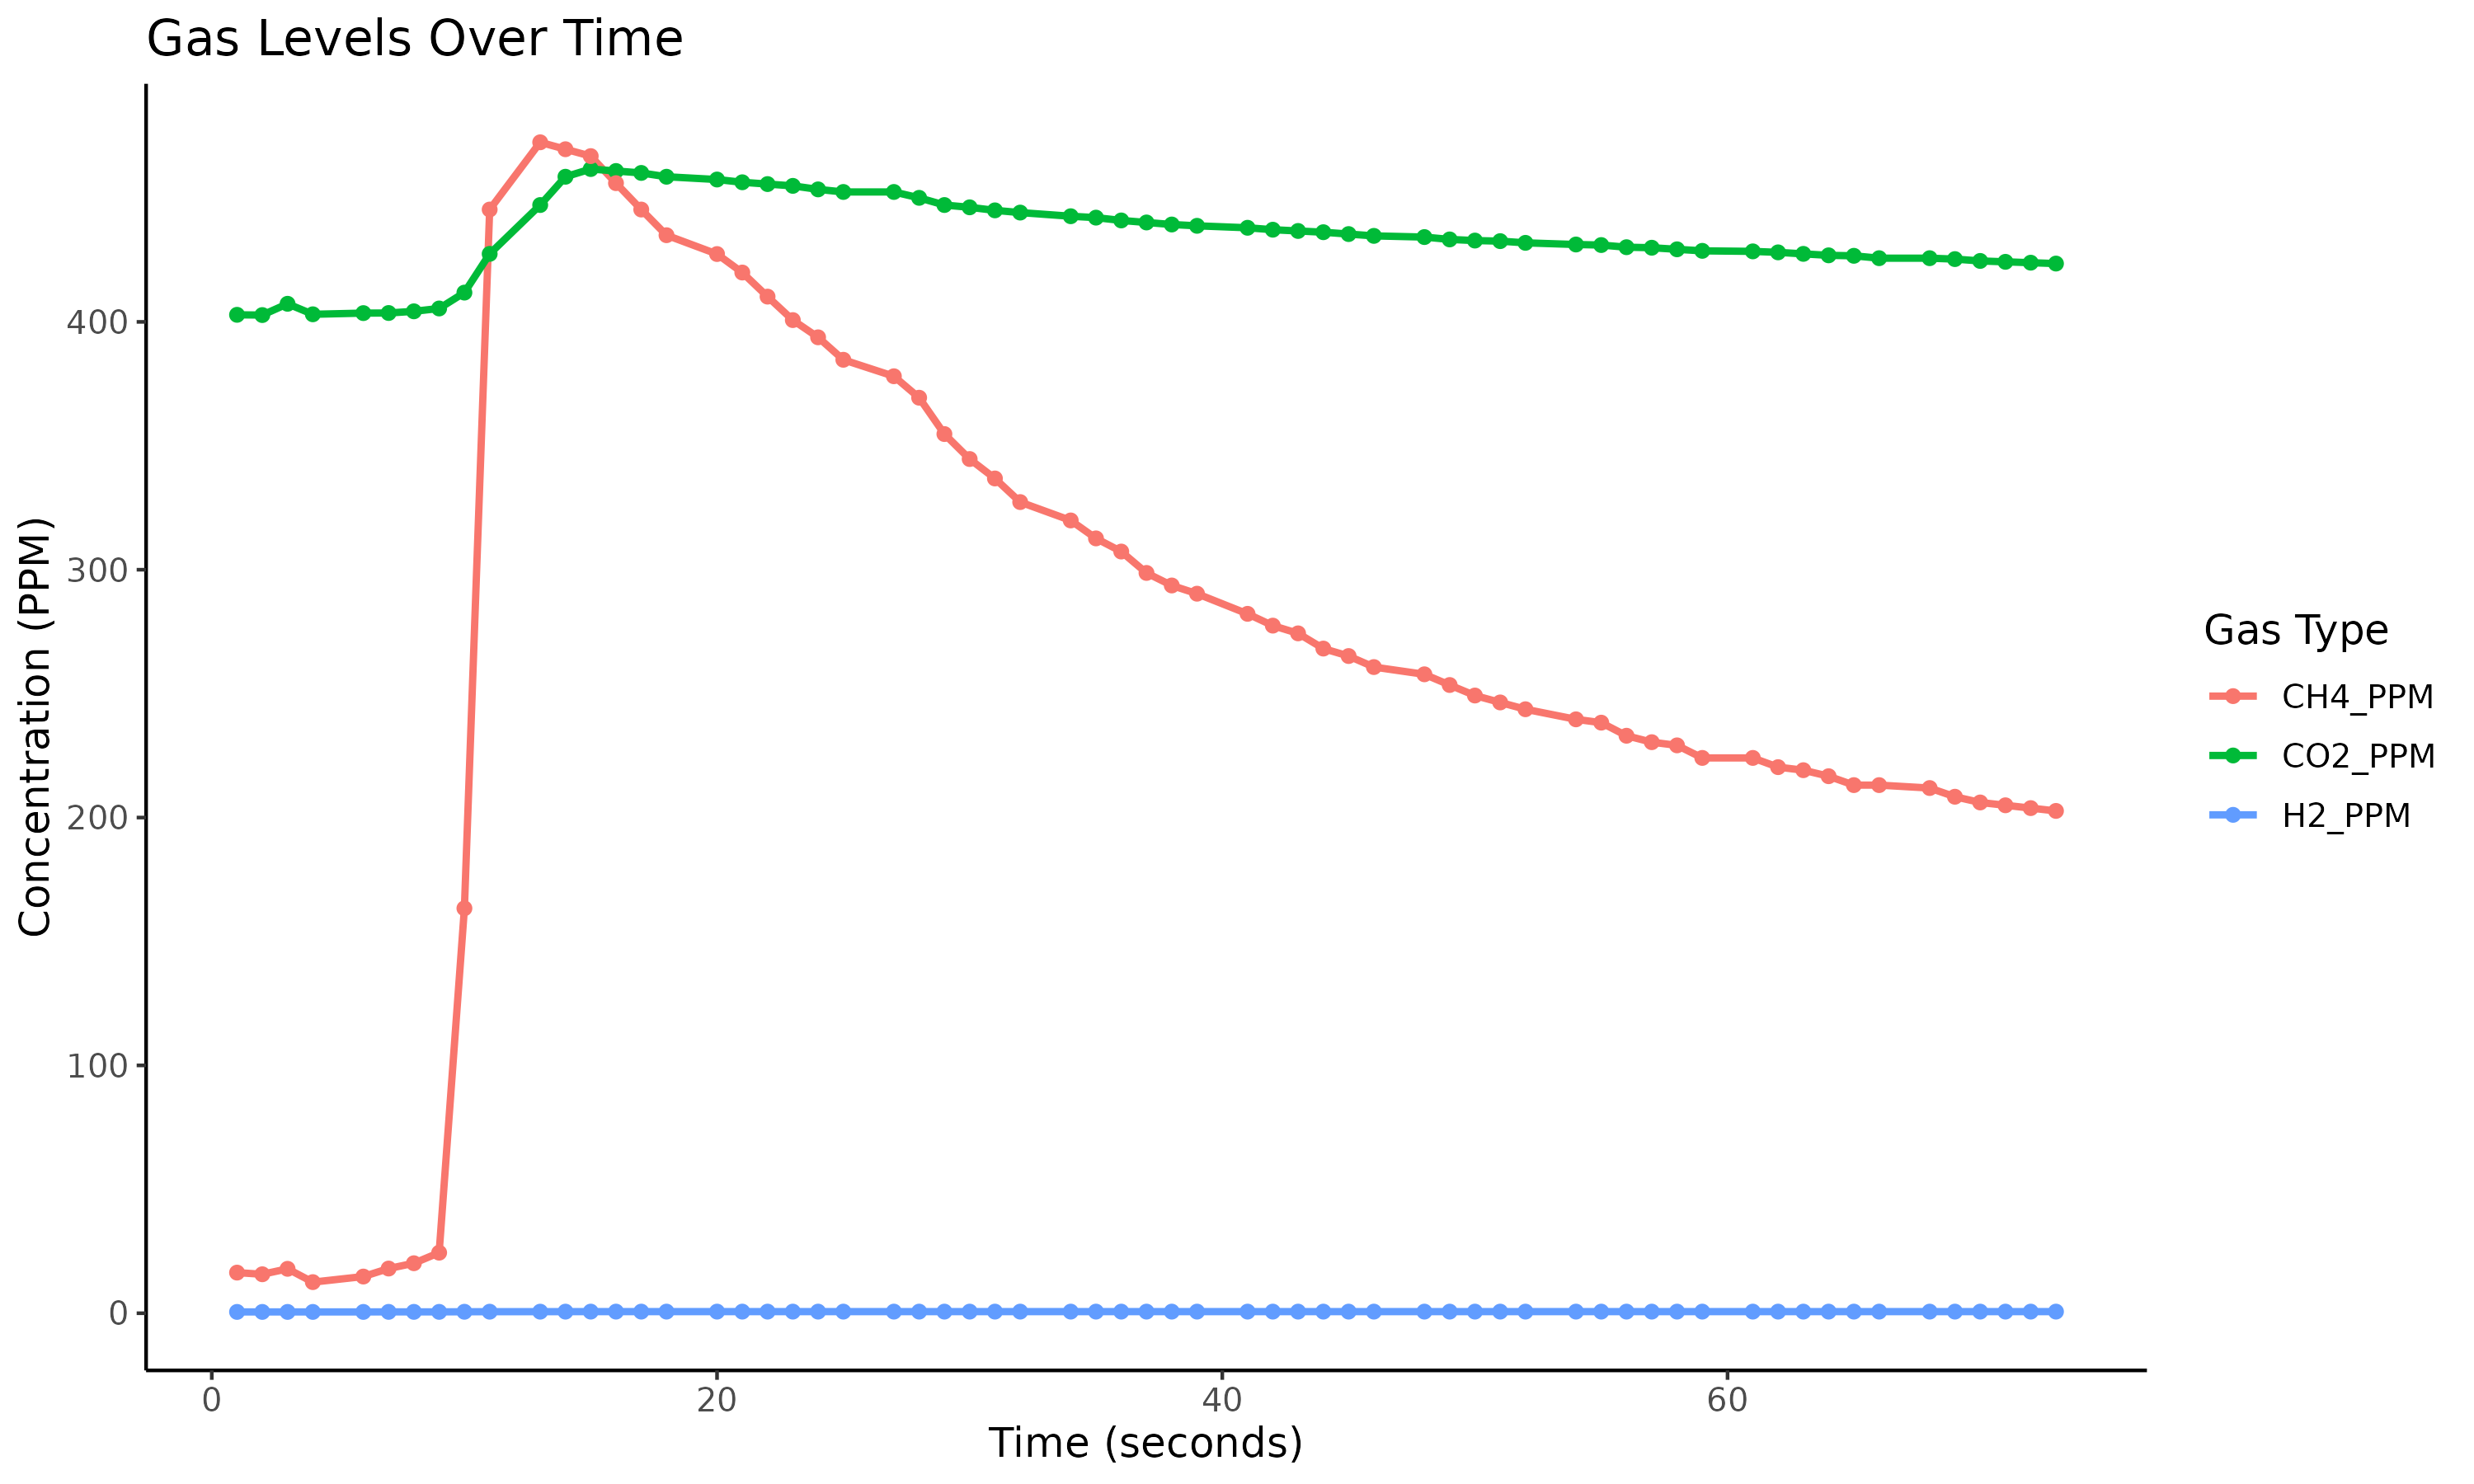 Gas Levels Over Time
Concentration (PPM)
400
300
200
100
0
0 20 40 60
Time (seconds)
Gas Type
CH4_PPM
CO2_PPM
H2_PPM